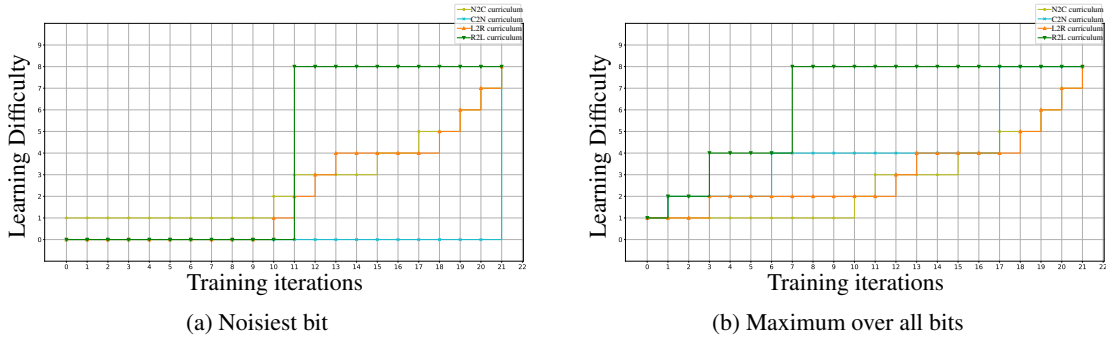 N2C curriculum
C2N curriculum
L2R curriculum
R2L curriculum
Learning Difficulty
9
8
7
6
5
4
3
2
1
0
0 1 2 3 4 5 6 7 8 9 10 11 12 13 14 15 16 17 18 19 20 21 22
Training iterations
(a) Noisiest bit
N2C curriculum
C2N curriculum
L2R curriculum
R2L curriculum
Learning Difficulty
9
8
7
6
5
4
3
2
1
0
0 1 2 3 4 5 6 7 8 9 10 11 12 13 14 15 16 17 18 19 20 21 22
Training iterations
(b) Maximum over all bits